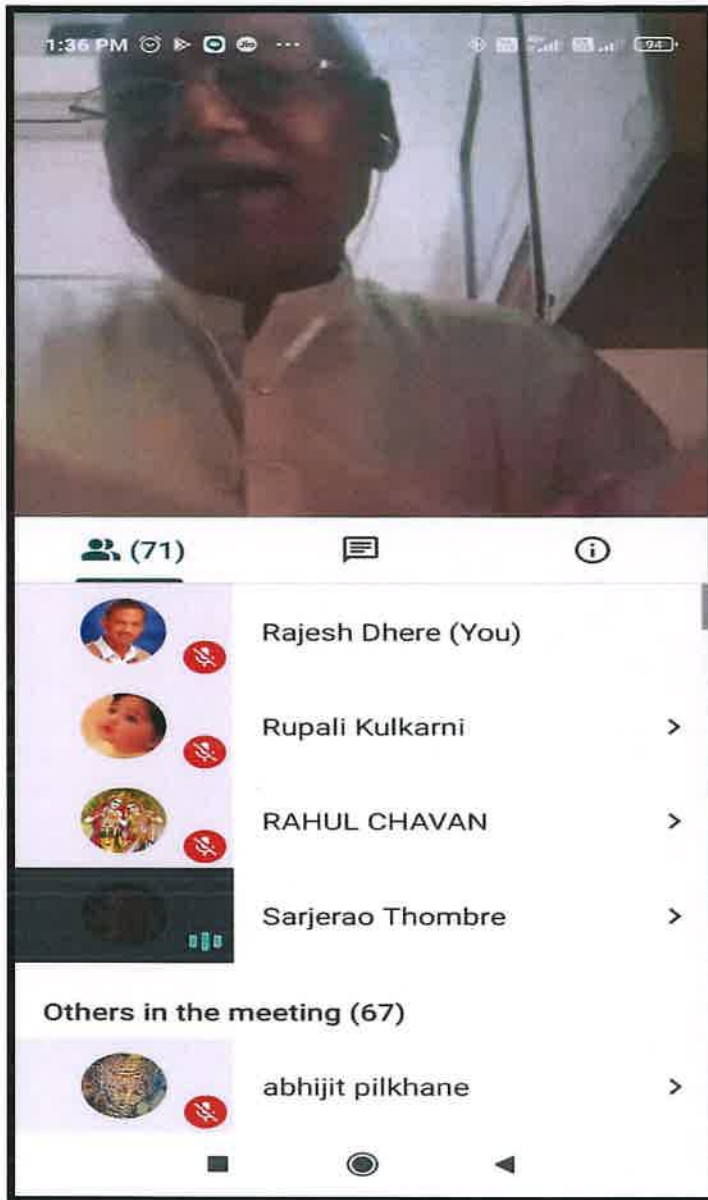 1:36 PM
94
(71)
Rajesh Dhere (You)
Rupali Kulkarni
RAHUL CHAVAN
Sarjerao Thombre
Others in the meeting (67)
abhijit pilkhane